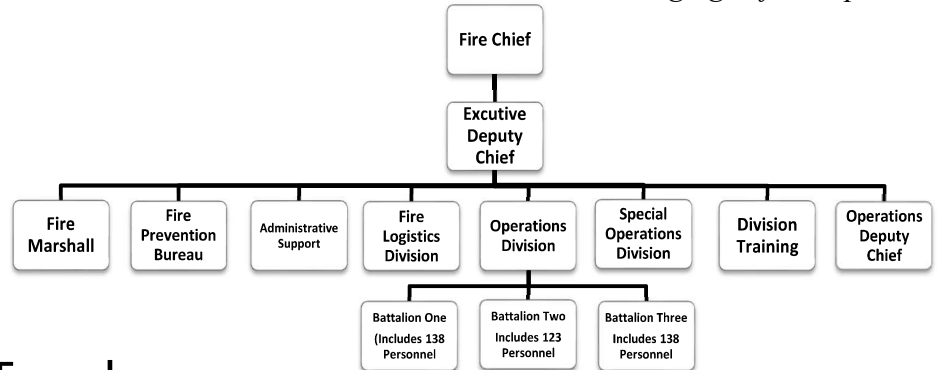 Fire Chief
Excutive
Deputy
Chief
Fire
Marshall
Fire
Prevention
Bureau
Administrative
Support
Fire
Logistics
Division
Operations
Division
Special
Operations
Division
Division
Training
Operations
Deputy
Chief
Battalion One
(Includes 138
Personnel
Battalion Two
Includes 123
Personnel
Battalion Three
Includes 138
Personnel